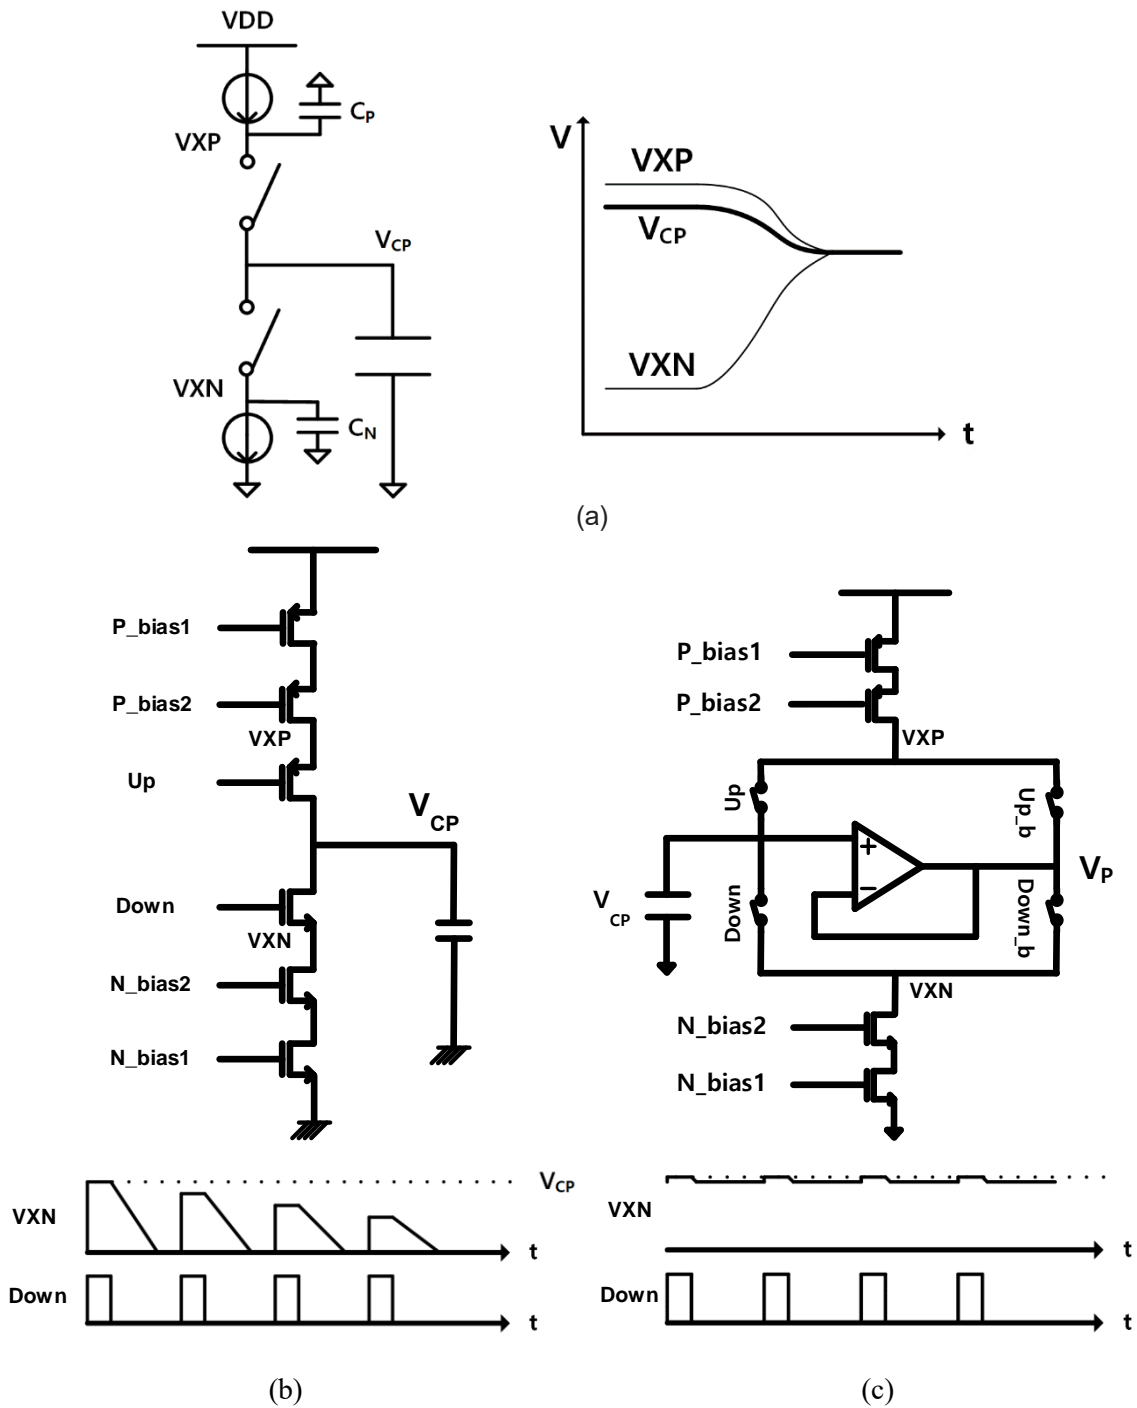 VDD
CP
VXP
VCP
VXN
CN
V
VXP
VCP
VXN
t
(a)
P_bias1
P_bias2
VXP
Up
VCP
Down
VXN
N_bias2
N_bias1
VXN
VCP
t
Down
t
(b)
P_bias1
P_bias2
VXP
Up
Up_b
+
−
VP
VCP
Down
Down_b
VXN
N_bias2
N_bias1
VXN
t
Down
t
(c)